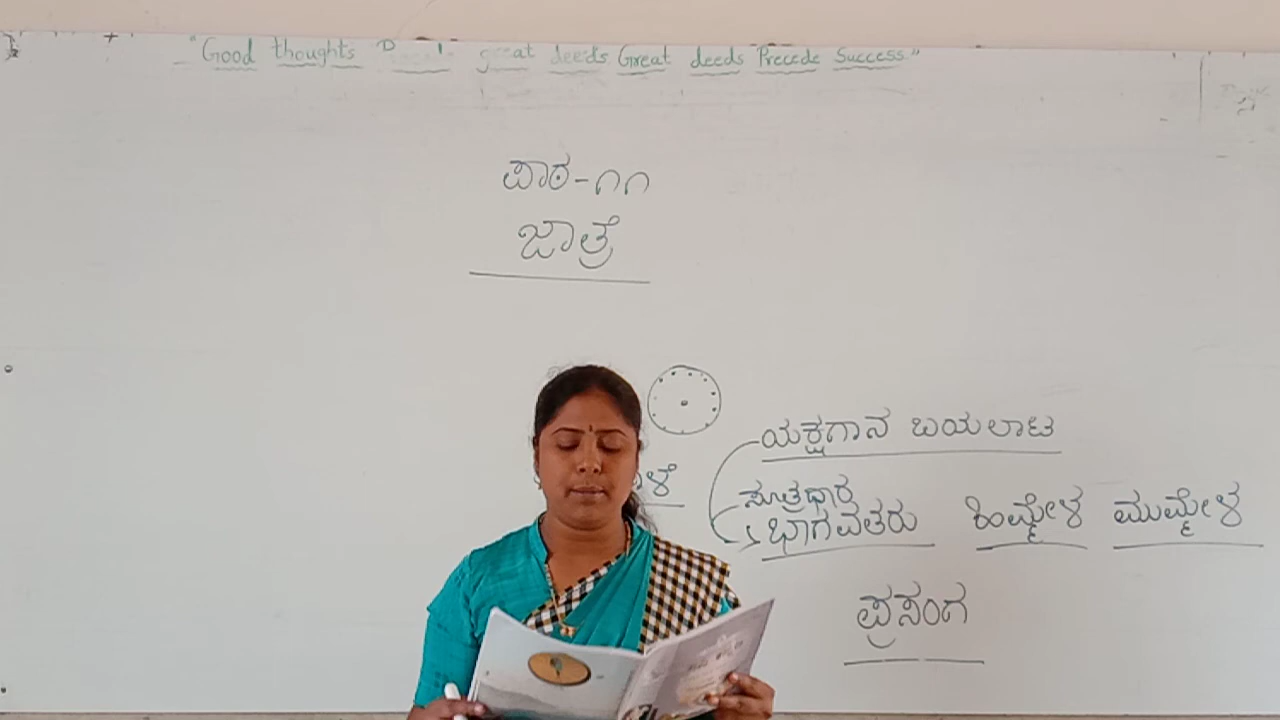 "Good thoughts great deeds Great deeds Precede Success"
ಪಾಠ-೧೧
ಜಾತ್ರೆ
ಯಕ್ಷಗಾನ ಬಯಲಾಟ
ಸೂತ್ರಧಾರ
ಭಾಗವತರು ಹಿಮ್ಮೇಳ ಮುಮ್ಮೇಳ
ಪ್ರಸಂಗ